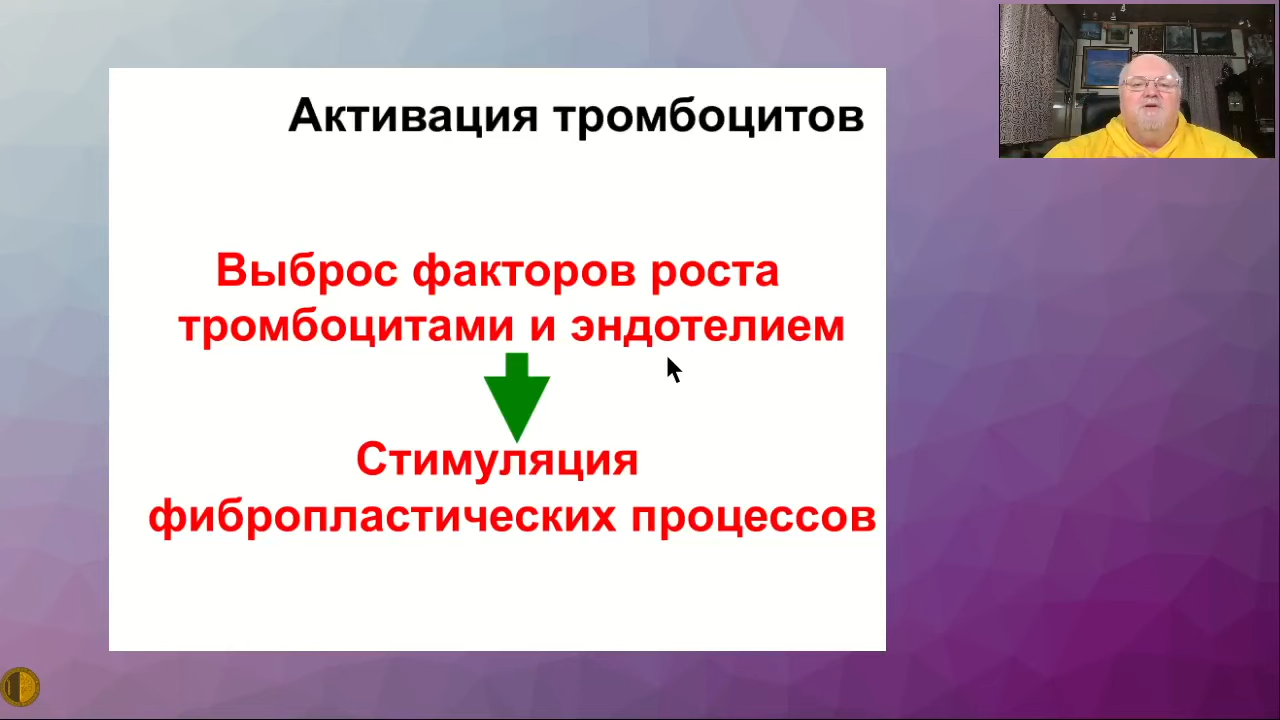 Активация тромбоцитов
Выброс факторов роста
тромбоцитами и эндотелием
Стимуляция
фибропластических процессов